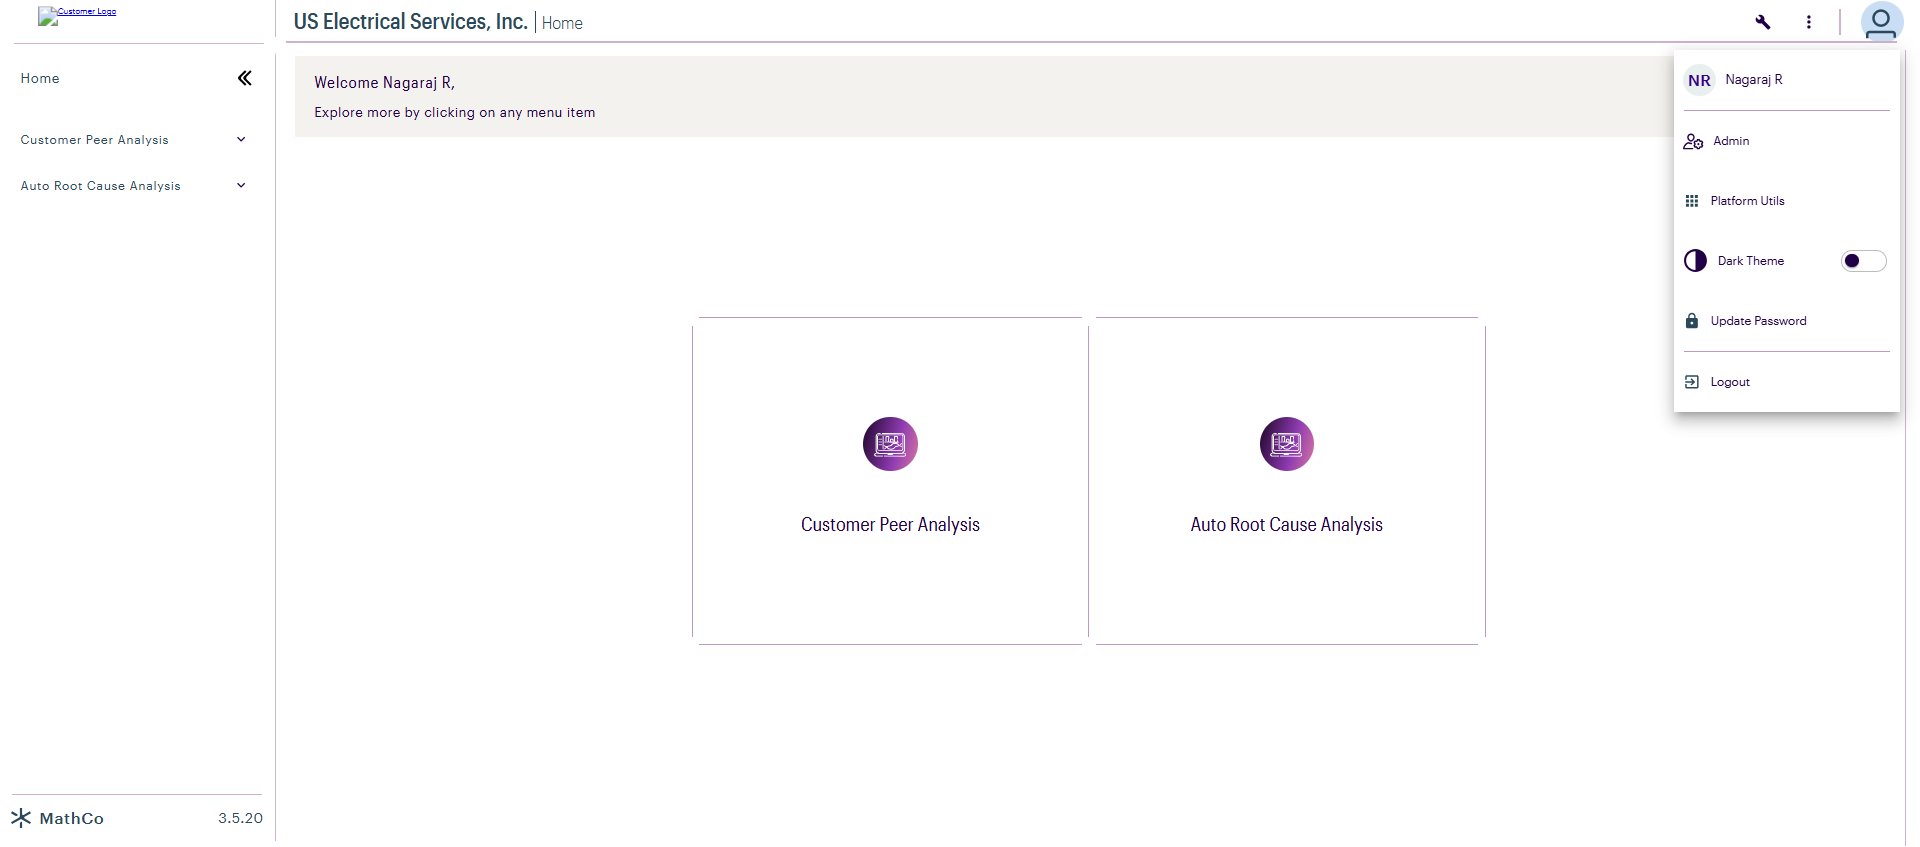 Customer Logo
US Electrical Services, Inc. | Home
Home
Customer Peer Analysis
Auto Root Cause Analysis
Welcome Nagaraj R,
Explore more by clicking on any menu item
Customer Peer Analysis
Auto Root Cause Analysis
NR Nagaraj R
Admin
Platform Utils
Dark Theme
Update Password
Logout
MathCo 3.5.20